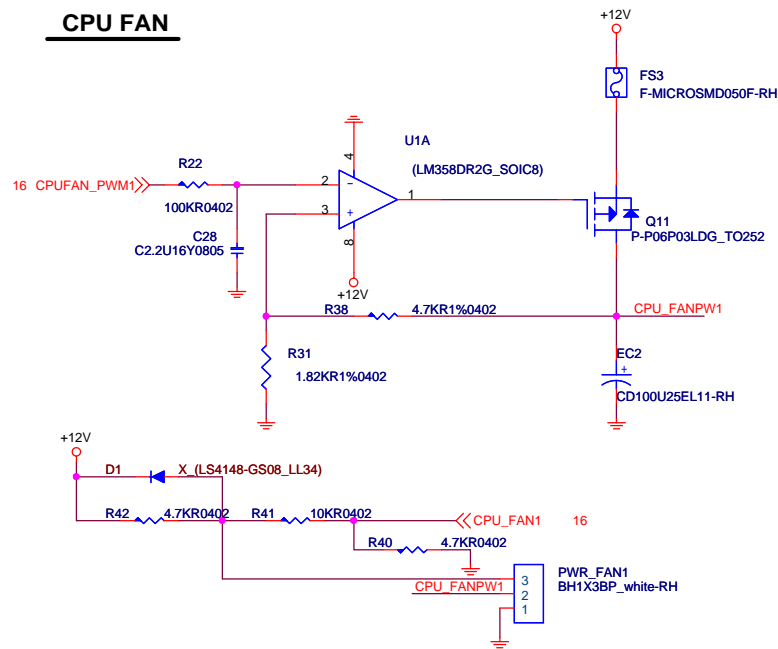 CPU FAN
+12V
FS3
F-MICROSMD050F-RH
U1A
(LM358DR2G_SOIC8)
4
R22
16 CPUFAN_PWM1
2
−
1
3
+
100KR0402
Q11
P-P06P03LDG_TO252
C28
C2.2U16Y0805
8
+12V
R38
4.7KR1%0402
CPU_FANPW1
R31
1.82KR1%0402
EC2
+
CD100U25EL11-RH
+12V
D1
X_(LS4148-GS08_LL34)
R42
4.7KR0402
R41
10KR0402
CPU_FAN1
16
R40
4.7KR0402
PWR_FAN1
BH1X3BP_white-RH
3
CPU_FANPW1
2
1